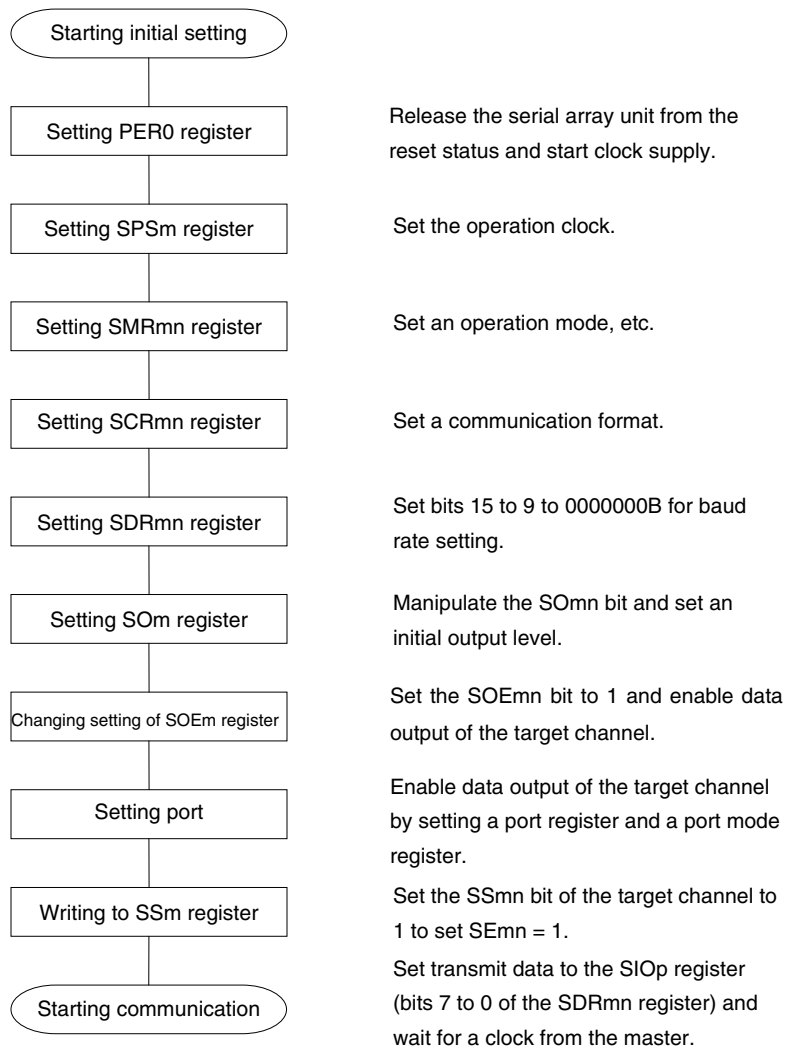 Starting initial setting
Setting PER0 register
Release the serial array unit from the
reset status and start clock supply.
Setting SPSm register
Set the operation clock.
Setting SMRmn register
Set an operation mode, etc.
Setting SCRmn register
Set a communication format.
Setting SDRmn register
Set bits 15 to 9 to 0000000B for baud
rate setting.
Setting SOm register
Manipulate the SOmn bit and set an
initial output level.
Changing setting of SOEm register
Set the SOEmn bit to 1 and enable data
output of the target channel.
Setting port
Enable data output of the target channel
by setting a port register and a port mode
register.
Writing to SSm register
Set the SSmn bit of the target channel to
1 to set SEmn = 1.
Starting communication
Set transmit data to the SIOp register
(bits 7 to 0 of the SDRmn register) and
wait for a clock from the master.